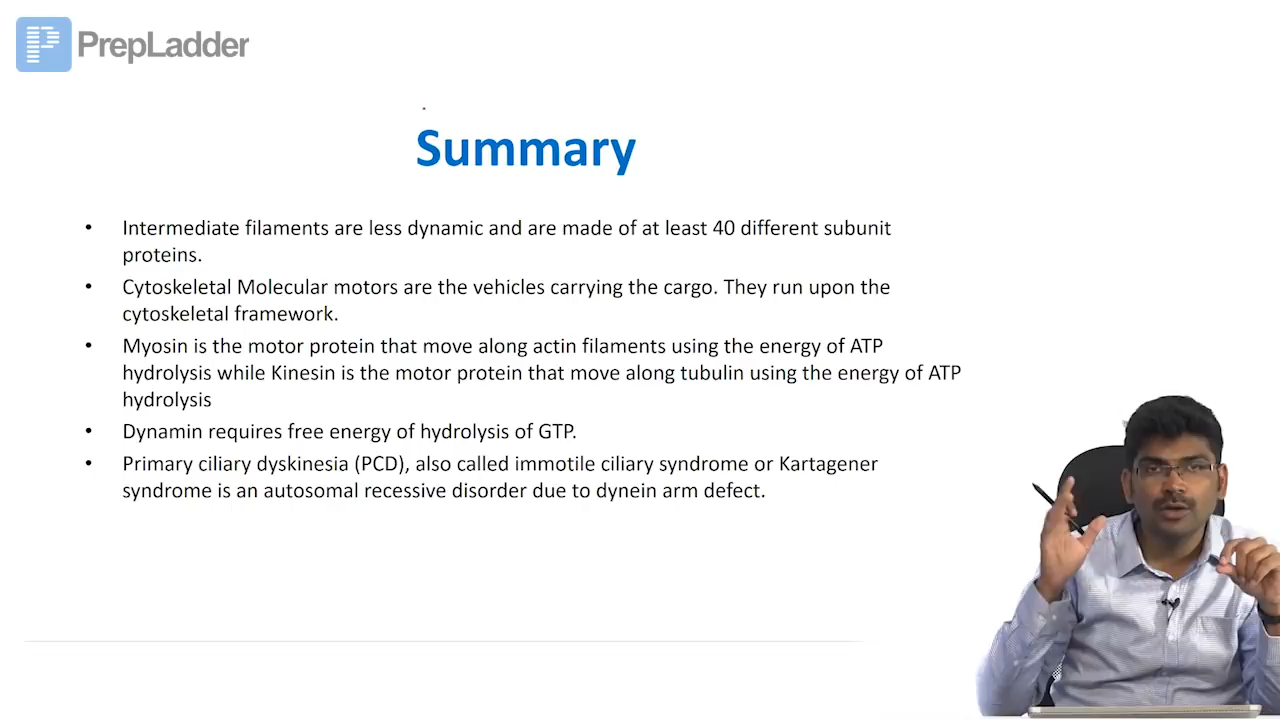 PrepLadder
Summary
• Intermediate filaments are less dynamic and are made of at least 40 different subunit
proteins.
• Cytoskeletal Molecular motors are the vehicles carrying the cargo. They run upon the
cytoskeletal framework.
• Myosin is the motor protein that move along actin filaments using the energy of ATP
hydrolysis while Kinesin is the motor protein that move along tubulin using the energy of ATP
hydrolysis
• Dynamin requires free energy of hydrolysis of GTP.
• Primary ciliary dyskinesia (PCD), also called immotile ciliary syndrome or Kartagener
syndrome is an autosomal recessive disorder due to dynein arm defect.